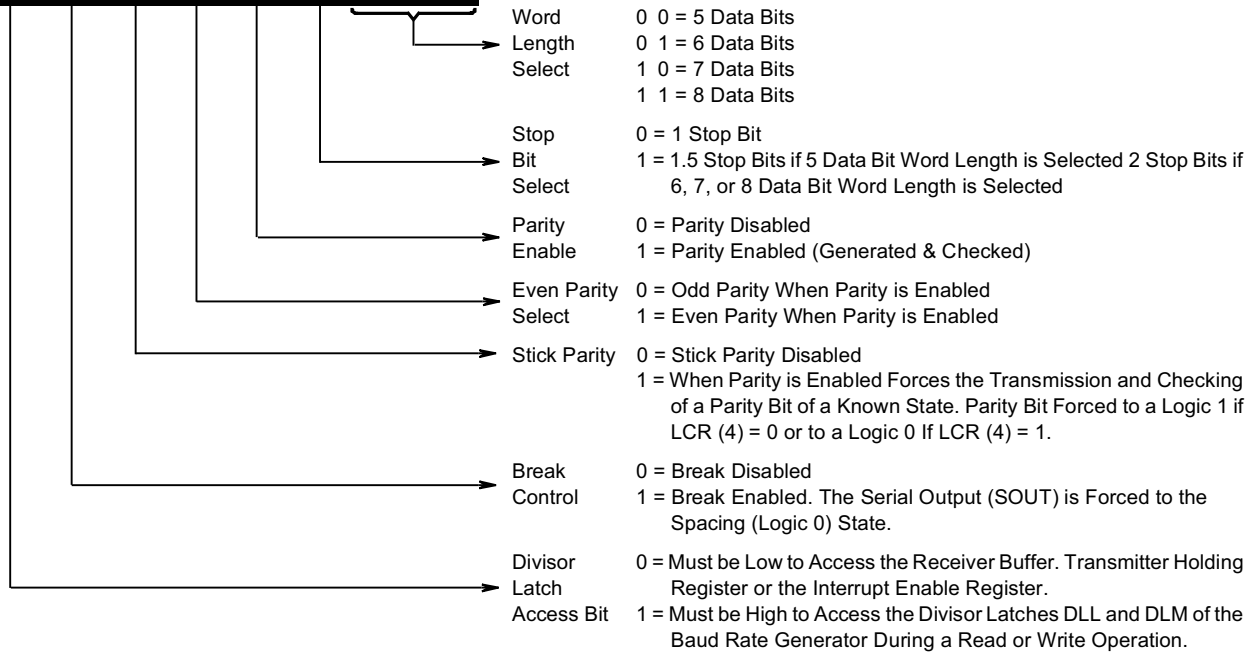 Word 0 0 = 5 Data Bits
Length 0 1 = 6 Data Bits
Select 1 0 = 7 Data Bits
1 1 = 8 Data Bits
Stop 0 = 1 Stop Bit
Bit 1 = 1.5 Stop Bits if 5 Data Bit Word Length is Selected 2 Stop Bits if
Select 6, 7, or 8 Data Bit Word Length is Selected
Parity 0 = Parity Disabled
Enable 1 = Parity Enabled (Generated & Checked)
Even Parity 0 = Odd Parity When Parity is Enabled
Select 1 = Even Parity When Parity is Enabled
Stick Parity 0 = Stick Parity Disabled
1 = When Parity is Enabled Forces the Transmission and Checking
of a Parity Bit of a Known State. Parity Bit Forced to a Logic 1 if
LCR (4) = 0 or to a Logic 0 If LCR (4) = 1.
Break 0 = Break Disabled
Control 1 = Break Enabled. The Serial Output (SOUT) is Forced to the
Spacing (Logic 0) State.
Divisor 0 = Must be Low to Access the Receiver Buffer. Transmitter Holding
Latch Register or the Interrupt Enable Register.
Access Bit 1 = Must be High to Access the Divisor Latches DLL and DLM of the
Baud Rate Generator During a Read or Write Operation.